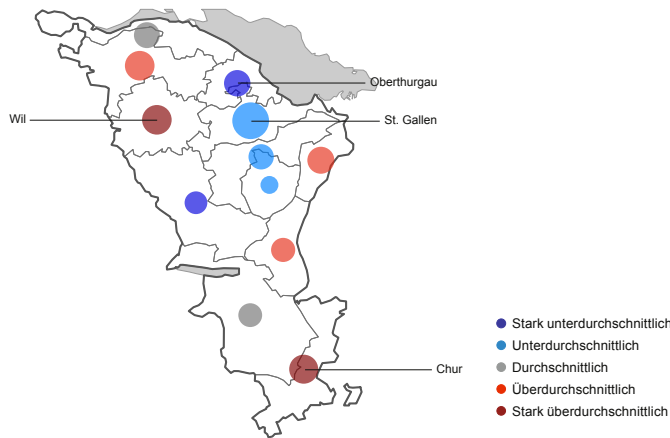 Oberthurgau
Wil
St. Gallen
Chur
Stark unterdurchschnittlich
Unterdurchschnittlich
Durchschnittlich
Überdurchschnittlich
Stark überdurchschnittlich